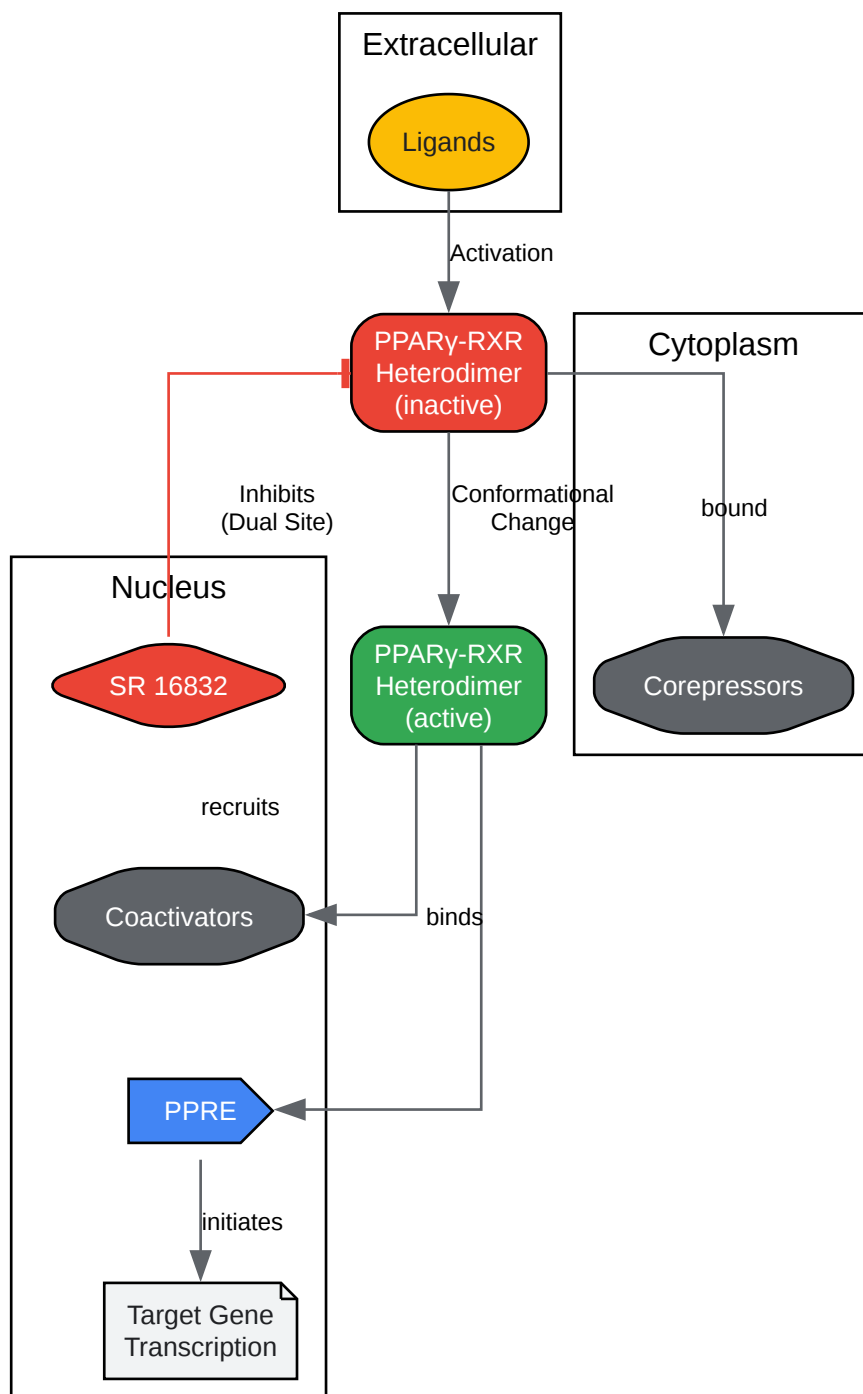 Extracellular
Ligands
Activation
PPARγ-RXR
Heterodimer
(inactive)
Cytoplasm
Inhibits
(Dual Site)
Conformational
Change
bound
Nucleus
SR 16832
PPARγ-RXR
Heterodimer
(active)
Corepressors
recruits
Coactivators
binds
PPRE
initiates
Target Gene
Transcription